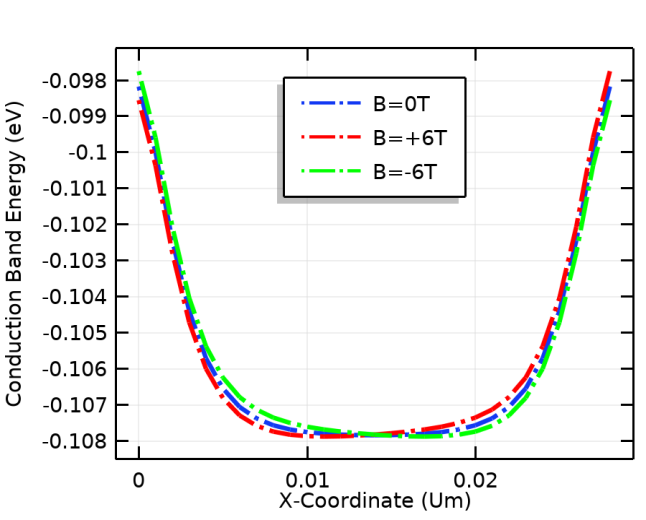 Conduction Band Energy (eV)
-0.098
-0.099
-0.1
-0.101
-0.102
-0.103
-0.104
-0.105
-0.106
-0.107
-0.108
B=0T
B=+6T
B=-6T
0
0.01
0.02
X-Coordinate (Um)